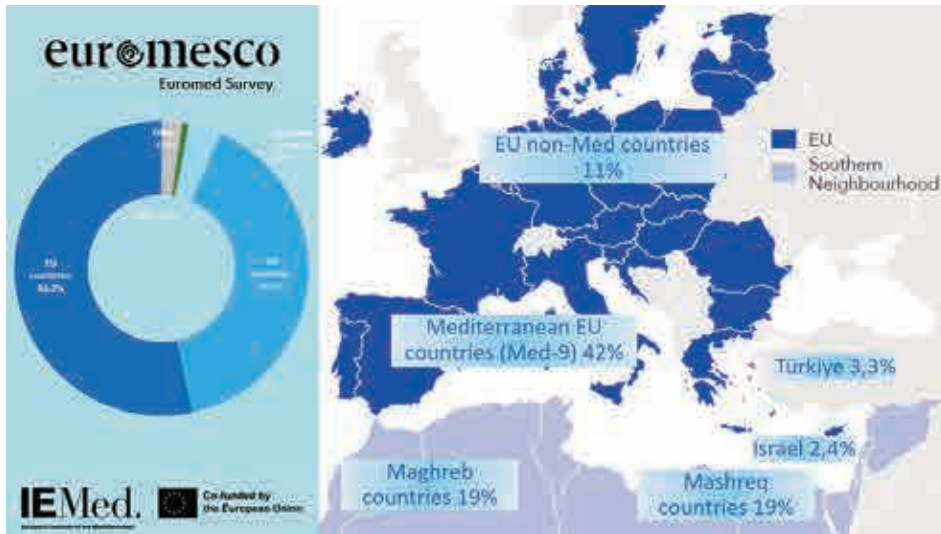 euromesco
Euromed Survey
EU
countries
EU non-Med countries
11%
EU
Southern
Neighbourhood
Mediterranean EU
countries (Med-9) 42%
Türkiye 3,3%
Israel 2,4%
Maghreb
countries 19%
Mashreq
countries 19%
IEMed.
Co-funded by
the European Union